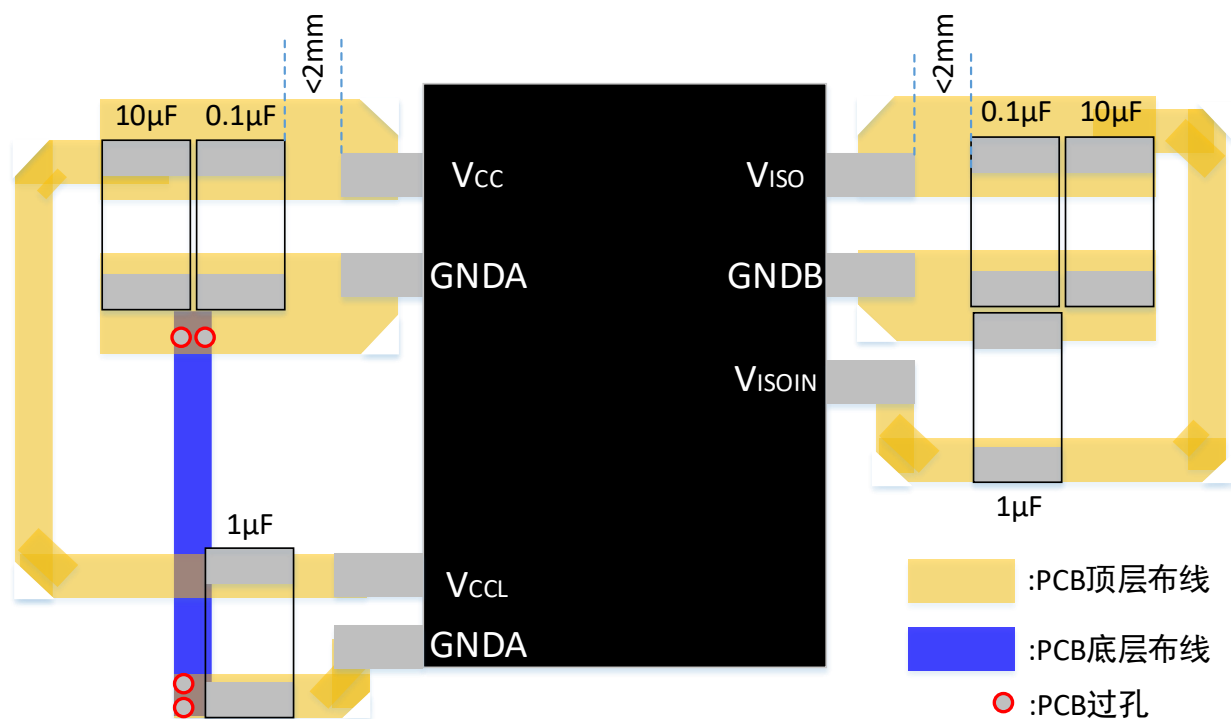 <2mm
<2mm
10µF
0.1µF
0.1µF
10µF
VCC
VISO
GNDA
GNDB
VISOIN
1µF
1µF
VCCL
GNDA
:PCB顶层布线
:PCB底层布线
:PCB过孔